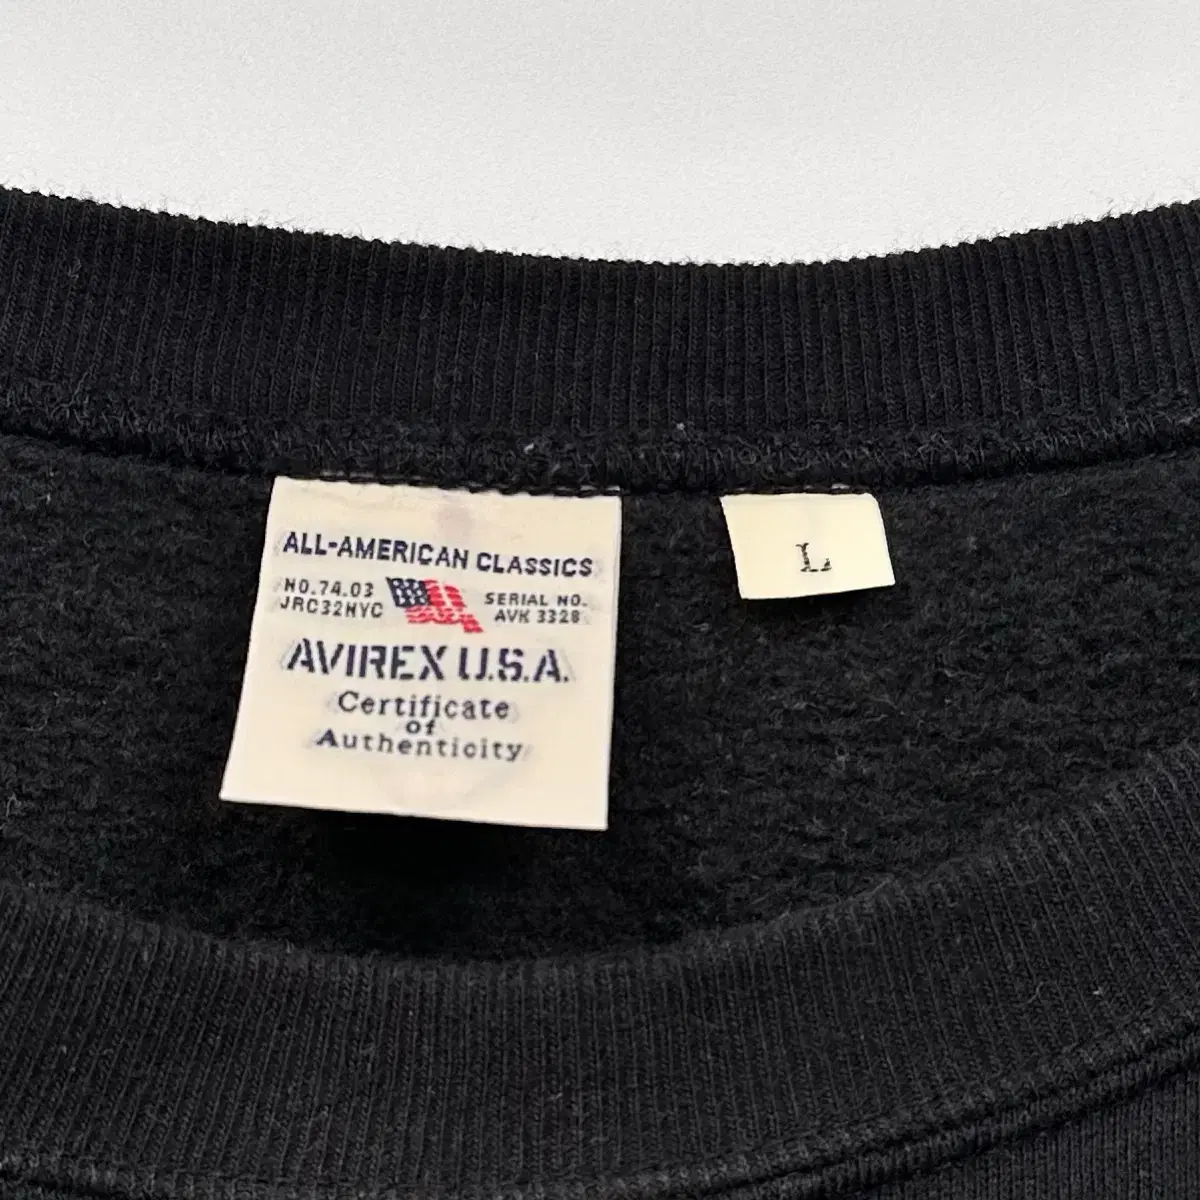 ALL-AMERICAN CLASSICS
NO.74.03
JRC32NYC
SERIAL NO.
AVK 3328
AVIREX U.S.A.
Certificate
of
Authenticity
L